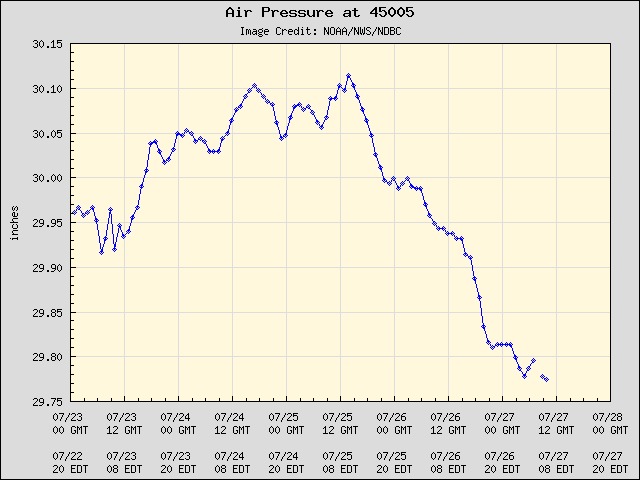 Air Pressure at 45005
Image Credit: NOAA/NWS/NDBC
30.15
30.10
30.05
30.00
29.95
29.90
29.85
29.80
29.75
inches
07/23 07/23 07/24 07/24 07/25 07/25 07/26 07/26 07/27 07/27 07/28
00 GMT 12 GMT 00 GMT 12 GMT 00 GMT 12 GMT 00 GMT 12 GMT 00 GMT 12 GMT 00 GMT
07/22 07/23 07/23 07/24 07/24 07/25 07/25 07/26 07/26 07/27 07/27
20 EDT 08 EDT 20 EDT 08 EDT 20 EDT 08 EDT 20 EDT 08 EDT 20 EDT 08 EDT 20 EDT